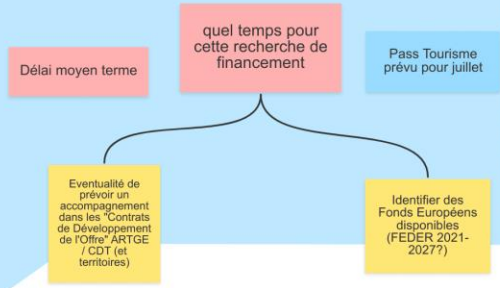 Délai moyen terme
quel temps pour
cette recherche de
financement
Pass Tourisme
prévu pour juillet
Eventualité de
prévoir un
accompagnement
dans les "Contrats
de Développement
de l'Offre" ARTGE
/ CDT (et
territoires)
Identifier des
Fonds Européens
disponibles
(FEDER 2021-
2027?)